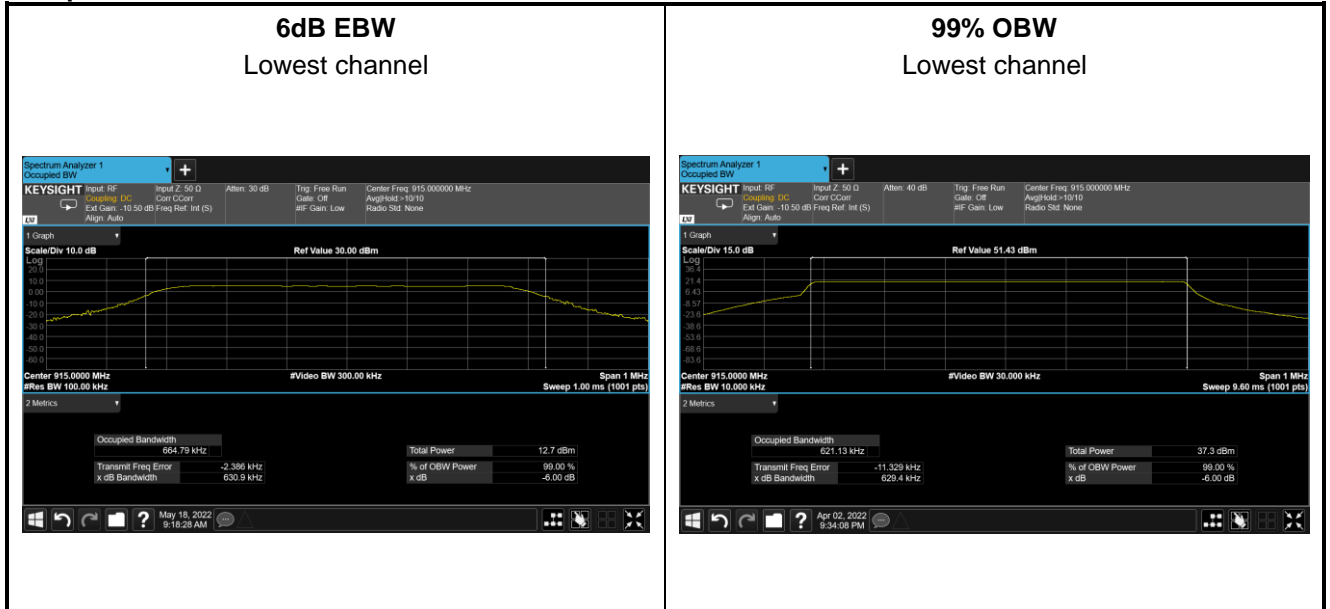 6dB EBW
Lowest channel
Spectrum Analyzer 1
Occupied BW
+
KEYSIGHT Input: RF Input Z: 50 Ω Atten: 30 dB Trig: Free Run Center Freq: 915.000000 MHz
Coupling: DC Corr CCorr Gate: Off Avg|Hold:>10/10
Ext Gain: -10.50 dB Freq Ref: Int (S) #IF Gain: Low Radio Std: None
LXI Align: Auto
1 Graph
Scale/Div 10.0 dB Ref Value 30.00 dBm
Log
20.0
10.0
0.00
-10.0
-20.0
-30.0
-40.0
-50.0
-60.0
Center 915.0000 MHz #Video BW 300.00 kHz Span 1 MHz
#Res BW 100.00 kHz Sweep 1.00 ms (1001 pts)
2 Metrics
Occupied Bandwidth
664.79 kHz Total Power 12.7 dBm
Transmit Freq Error -2.386 kHz % of OBW Power 99.00 %
x dB Bandwidth 630.9 kHz x dB -6.00 dB
? May 18, 2022
9:18:28 AM
99% OBW
Lowest channel
Spectrum Analyzer 1
Occupied BW
+
KEYSIGHT Input: RF Input Z: 50 Ω Atten: 40 dB Trig: Free Run Center Freq: 915.000000 MHz
Coupling: DC Corr CCorr Gate: Off Avg|Hold:>10/10
Ext Gain: -10.50 dB Freq Ref: Int (S) #IF Gain: Low Radio Std: None
LXI Align: Auto
1 Graph
Scale/Div 15.0 dB Ref Value 51.43 dBm
Log
36.4
21.4
6.43
-8.57
-23.6
-38.6
-53.6
-68.6
-83.6
Center 915.0000 MHz #Video BW 30.000 kHz Span 1 MHz
#Res BW 10.000 kHz Sweep 9.60 ms (1001 pts)
2 Metrics
Occupied Bandwidth
621.13 kHz Total Power 37.3 dBm
Transmit Freq Error -11.329 kHz % of OBW Power 99.00 %
x dB Bandwidth 629.4 kHz x dB -6.00 dB
? Apr 02, 2022
9:34:08 PM